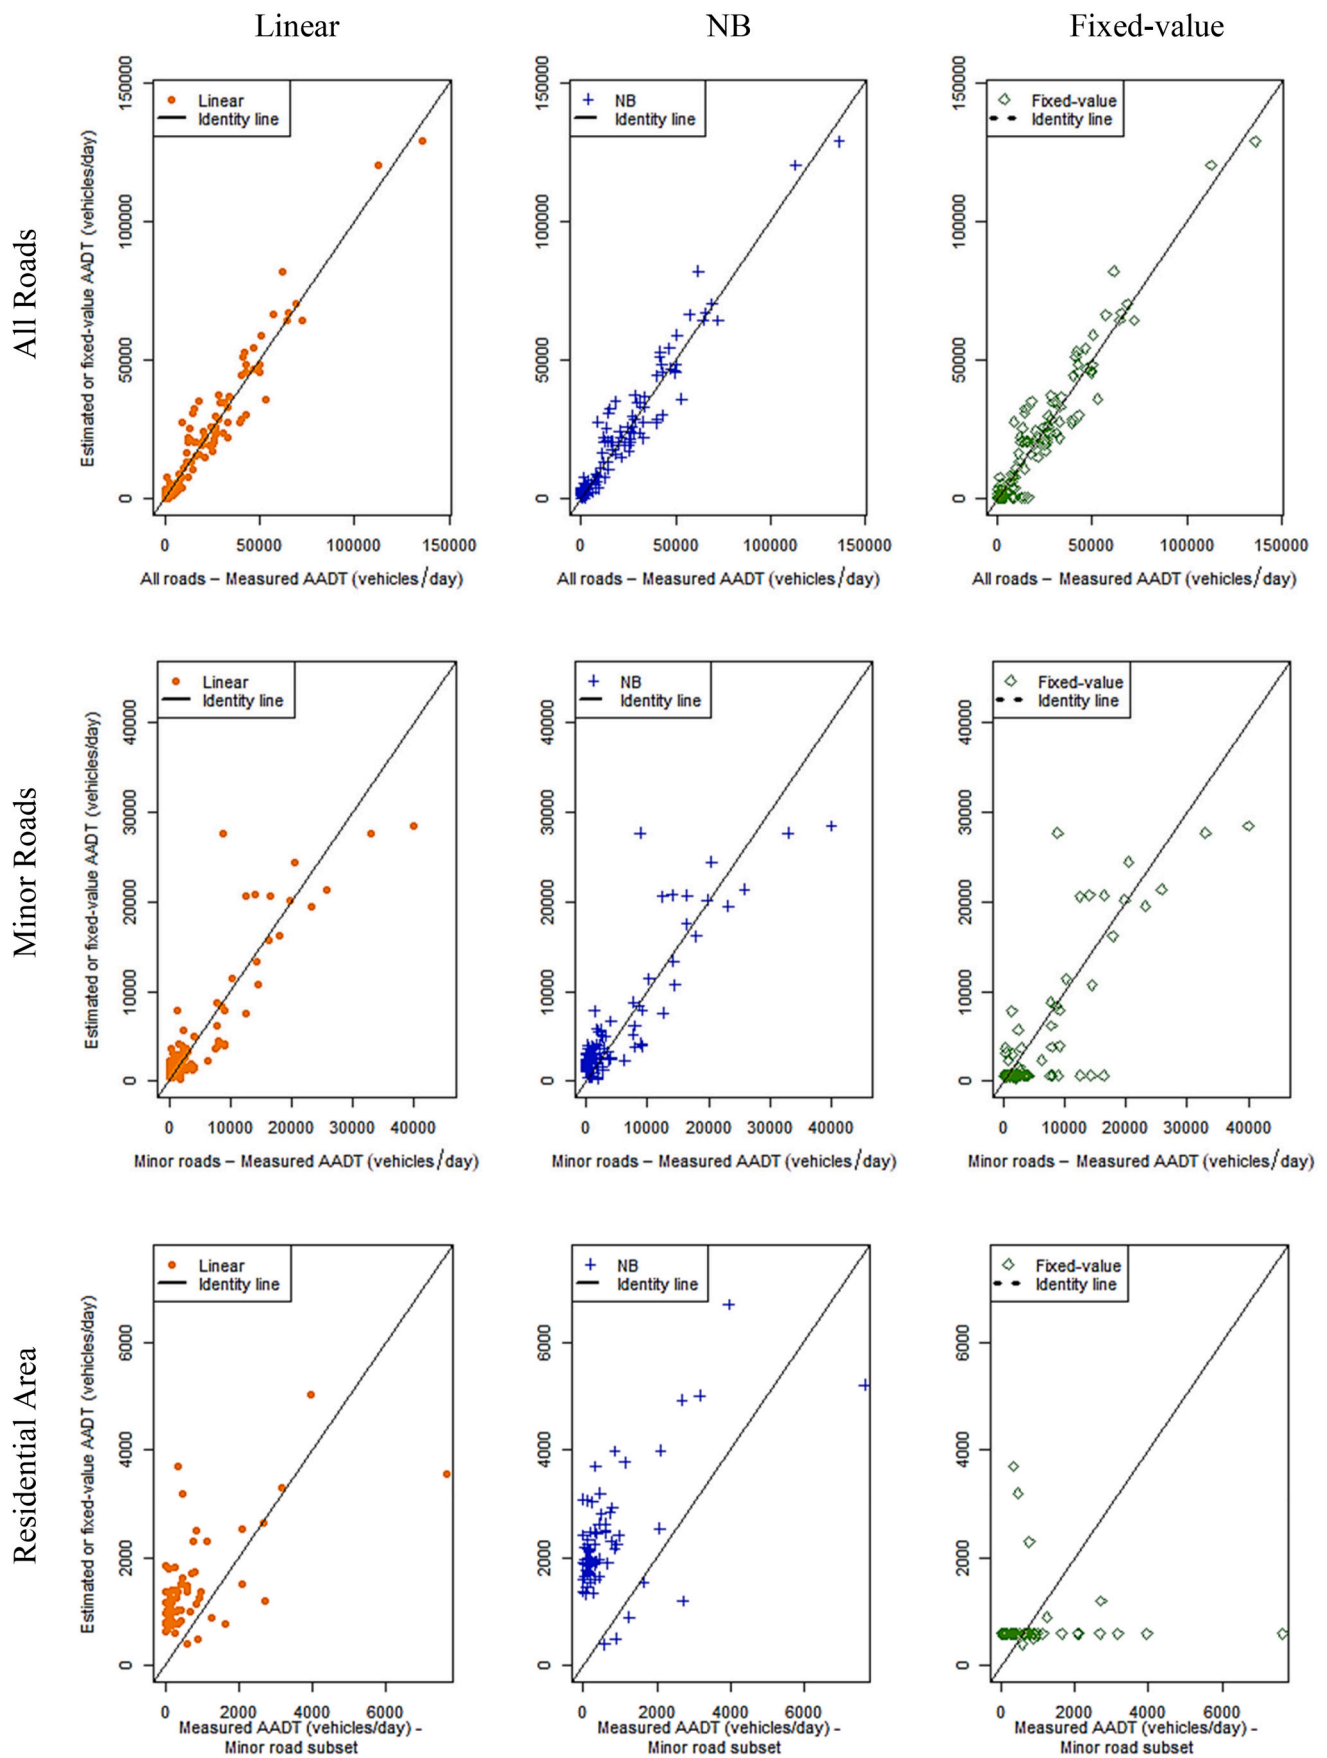 Linear
NB
Fixed-value
All Roads
Estimated or fixed-value AADT (vehicles/day)
150000
100000
50000
0
Linear
Identity line
0 50000 100000 150000
All roads – Measured AADT (vehicles/day)
150000
100000
50000
0
NB
Identity line
0 50000 100000 150000
All roads – Measured AADT (vehicles/day)
150000
100000
50000
0
Fixed-value
Identity line
0 50000 100000 150000
All roads – Measured AADT (vehicles/day)
Minor Roads
Estimated or fixed-value AADT (vehicles/day)
40000
30000
20000
10000
0
Linear
Identity line
0 10000 20000 30000 40000
Minor roads – Measured AADT (vehicles/day)
40000
30000
20000
10000
0
NB
Identity line
0 10000 20000 30000 40000
Minor roads – Measured AADT (vehicles/day)
40000
30000
20000
10000
0
Fixed-value
Identity line
0 10000 20000 30000 40000
Minor roads – Measured AADT (vehicles/day)
Residential Area
Estimated or fixed-value AADT (vehicles/day)
6000
4000
2000
0
Linear
Identity line
0 2000 4000 6000
Measured AADT (vehicles/day) –
Minor road subset
6000
4000
2000
0
NB
Identity line
0 2000 4000 6000
Measured AADT (vehicles/day) –
Minor road subset
6000
4000
2000
0
Fixed-value
Identity line
0 2000 4000 6000
Measured AADT (vehicles/day) –
Minor road subset